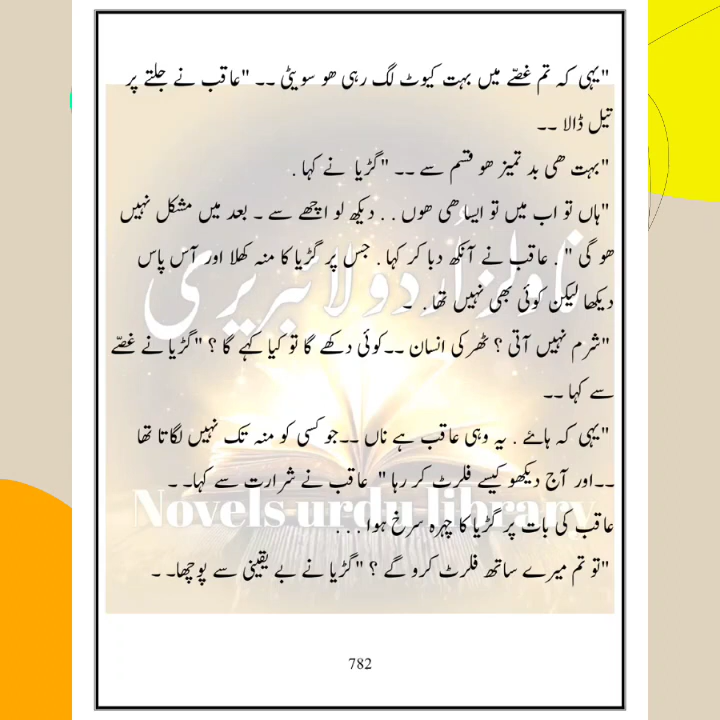 "یہی کہ تم غصّے میں بہت کیوٹ لگ رہی ھو سویٹی ۔۔ "عاقب نے جلتے پر
تیل ڈالا ۔۔
"بہت ھی بد تمیز ھو قسم سے ۔۔ "گڑیا نے کہا .
"ہاں تو اب میں تو ایسا ھی ھوں . . دیکھ لو اچھے سے ۔ بعد میں مشکل نہیں
ھو گی " . عاقب نے آنکھ دبا کر کہا . جس پر گڑیا کا منہ کھلا اور آس پاس
دیکھا لیکن کوئی بھی نہیں تھا . ۔
"شرم نہیں آتی ؟ ٹھرکی انسان ۔۔کوئی دکھے گا تو کیا کہے گا ؟ "گڑیا نے غصّے
سے کہا ۔۔
"یہی کہ ہائے . یہ وہی عاقب ہے ناں ۔۔جو کسی کو منہ تک نہیں لگاتا تھا
۔۔اور آج دیکھو کیسے فلرٹ کر رہا " عاقب نے شرارت سے کہا۔ ۔
عاقب کی بات پر گڑیا کا چہرہ سرخ ہوا . . .
"تو تم میرے ساتھ فلرٹ کرو گے ؟ "گڑیا نے بے یقینی سے پوچھا۔ ۔
ناولز اُردو لائبریری
Novels urdu library
782